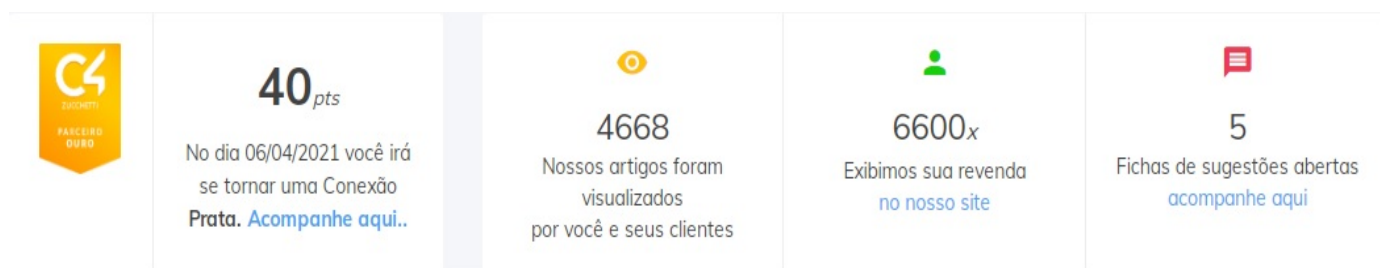 C4
ZUCCHETTI
PARCEIRO
OURO
40pts
No dia 06/04/2021 você irá
se tornar uma Conexão
Prata. Acompanhe aqui..
4668
Nossos artigos foram
visualizados
por você e seus clientes
6600x
Exibimos sua revenda
no nosso site
5
Fichas de sugestões abertas
acompanhe aqui